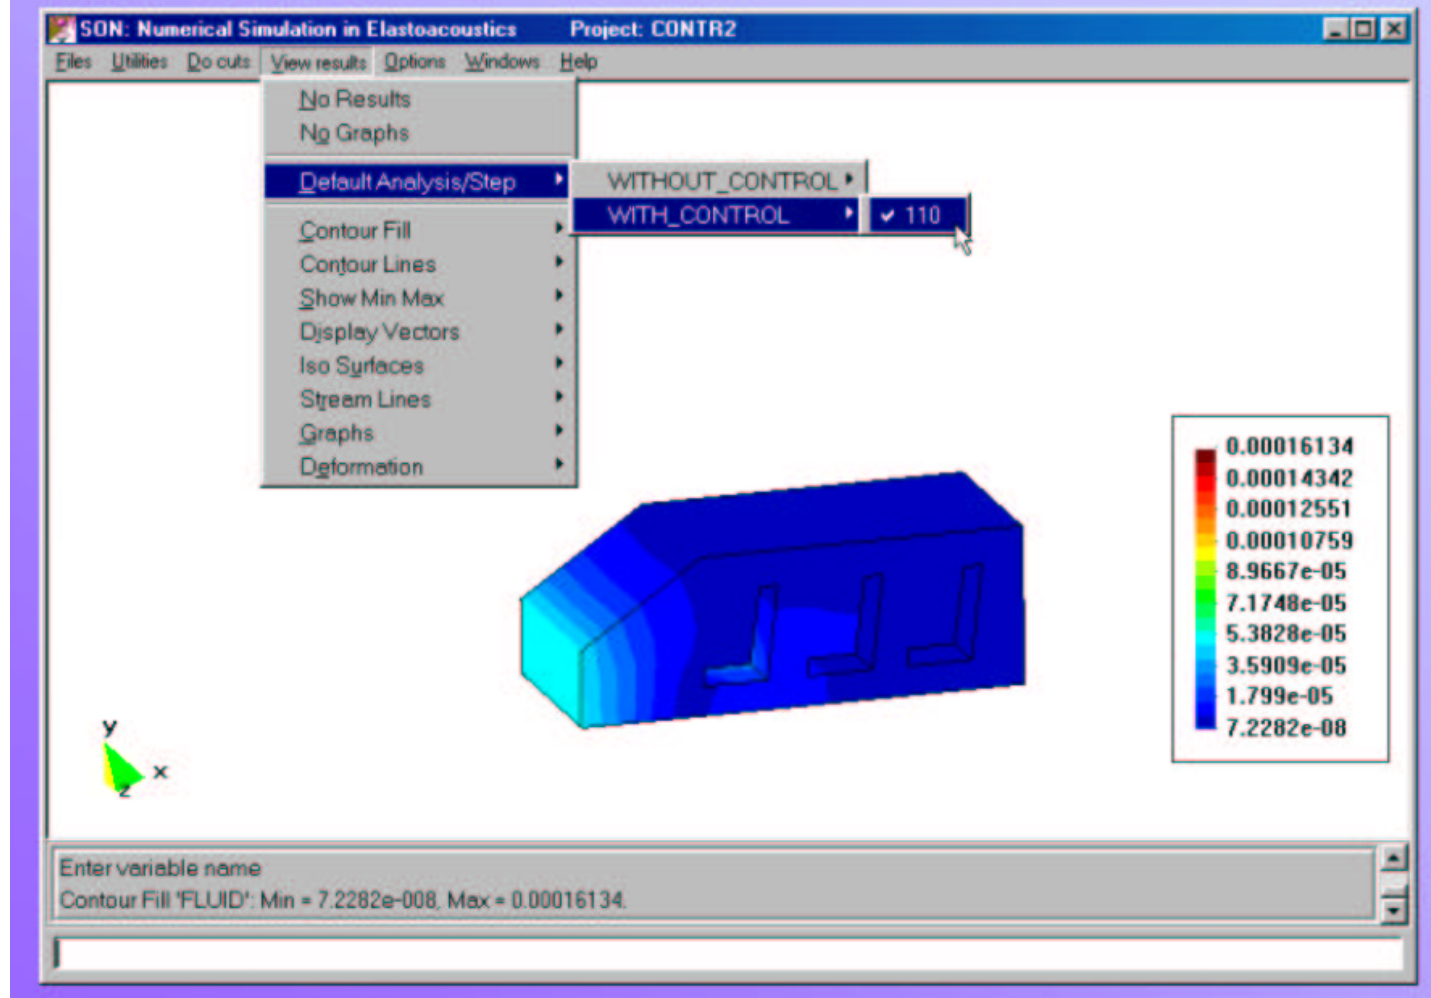 SON: Numerical Simulation in Elastoacoustics Project: CONTR2
Files Utilities Do cuts View results Options Windows Help
No Results
No Graphs
Default Analysis/Step
WITHOUT_CONTROL
WITH_CONTROL
110
Contour Fill
Contour Lines
Show Min Max
Display Vectors
Iso Surfaces
Stream Lines
Graphs
Deformation
0.00016134
0.00014342
0.00012551
0.00010759
8.9667e-05
7.1748e-05
5.3828e-05
3.5909e-05
1.799e-05
7.2282e-08
y
x
z
Enter variable name
Contour Fill 'FLUID': Min = 7.2282e-008, Max = 0.00016134.